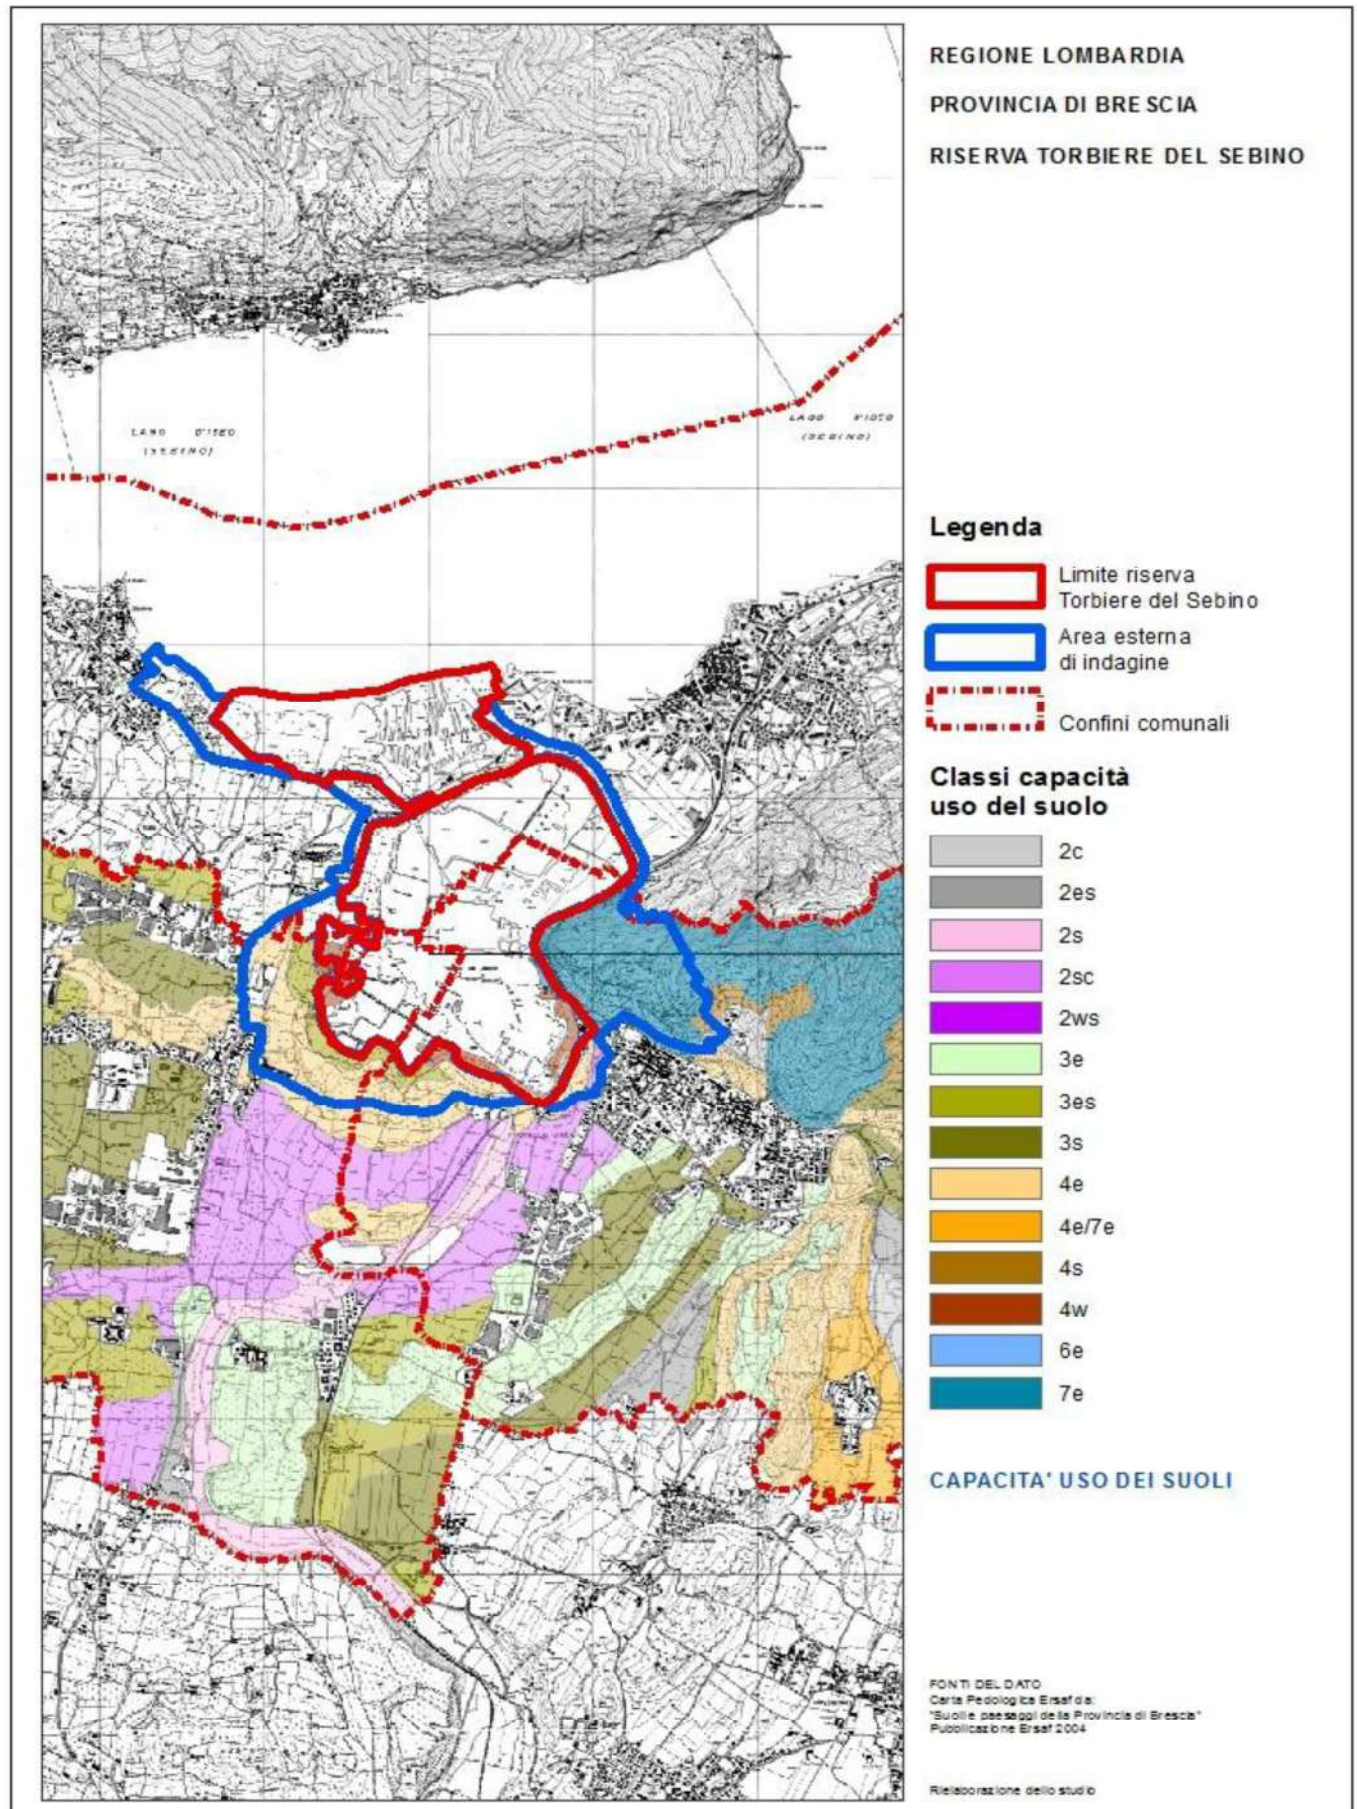 REGIONE LOMBARDIA
PROVINCIA DI BRESCIA
RISERVA TORBIERE DEL SEBINO
LAGO D'ISEO
(SEBINO)
LAGO D'ISEO
(SEBINO)
Legenda
Limite riserva
Torbiere del Sebino
Area esterna
di indagine
Confini comunali
Classi capacità
uso del suolo
2c
2es
2s
2sc
2ws
3e
3es
3s
4e
4e/7e
4s
4w
6e
7e
CAPACITA' USO DEI SUOLI
FONTI DEL DATO
Carta Pedologica Ersaf da:
"Suoli e paesaggi della Provincia di Brescia"
Pubblicazione Ersaf 2004
Rielaborazione dello studio